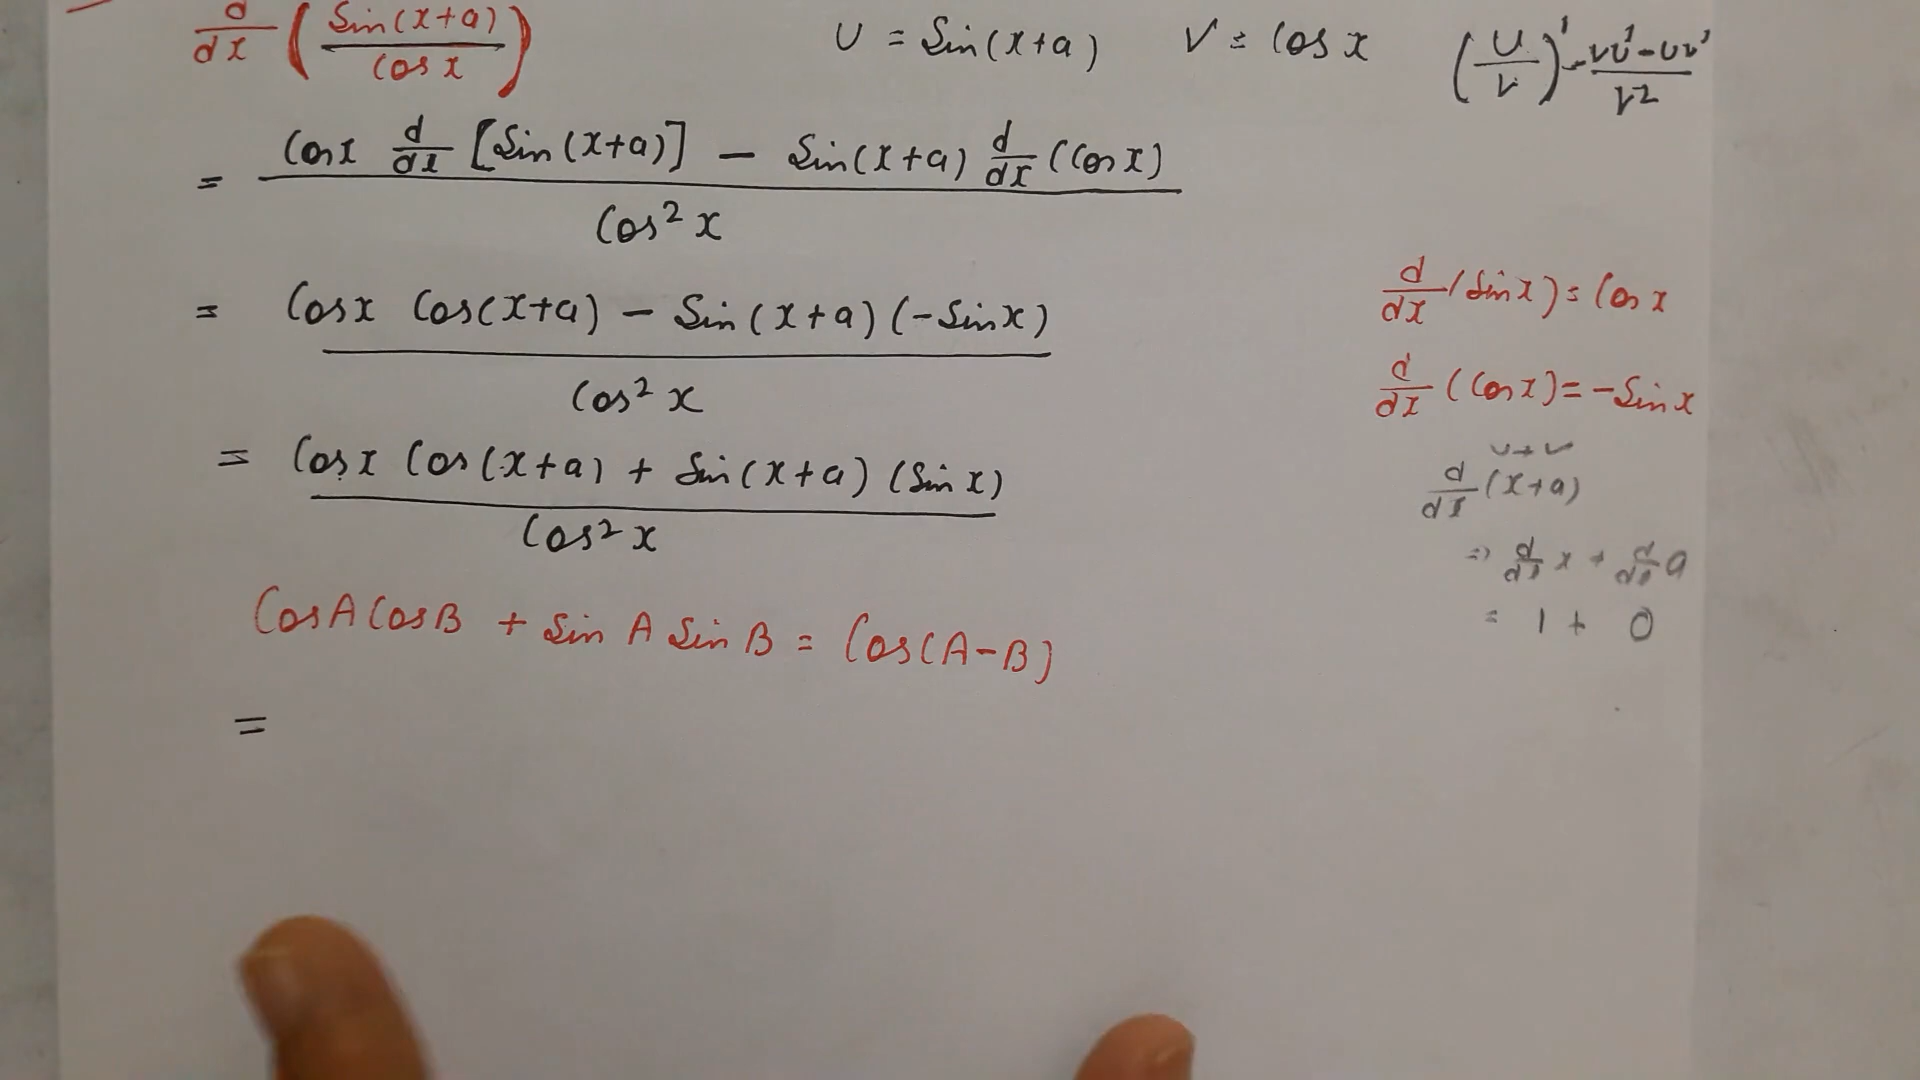 d/dx ( Sin(x+a) / Cos x )
U = Sin(x+a)   V = Cos x   (U/V)' = (VU' - UV') / V²
= ( Cos x d/dx [Sin(x+a)] - Sin(x+a) d/dx (Cos x) ) / Cos² x
= ( Cos x Cos(x+a) - Sin(x+a) (-Sin x) ) / Cos² x
= ( Cos x Cos(x+a) + Sin(x+a) (Sin x) ) / Cos² x
CosA CosB + Sin A Sin B = Cos(A-B)
=
d/dx (Sin x) = Cos x
d/dx (Cos x) = -Sin x
U + V
d/dx (x+a)
⇒ d/dx x + d/dx a
= 1 + 0